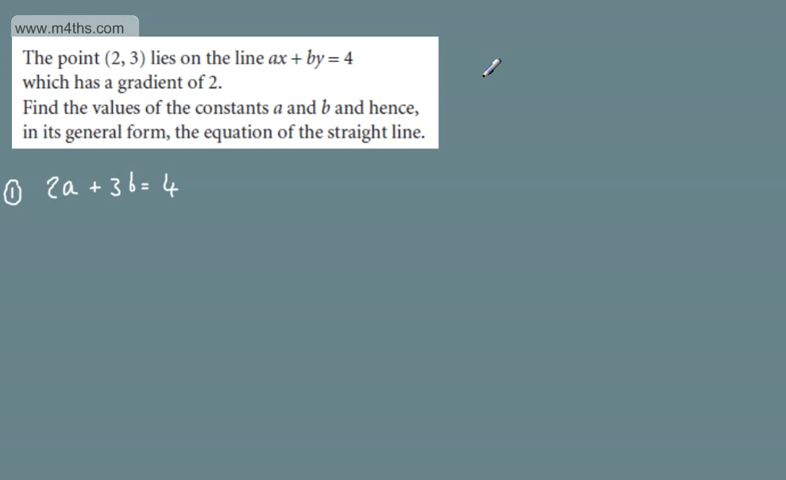 www.m4ths.com
The point (2, 3) lies on the line ax + by = 4
which has a gradient of 2.
Find the values of the constants a and b and hence,
in its general form, the equation of the straight line.
① 2a + 3b = 4